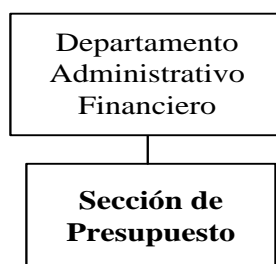 Departamento
Administrativo
Financiero
Sección de
Presupuesto